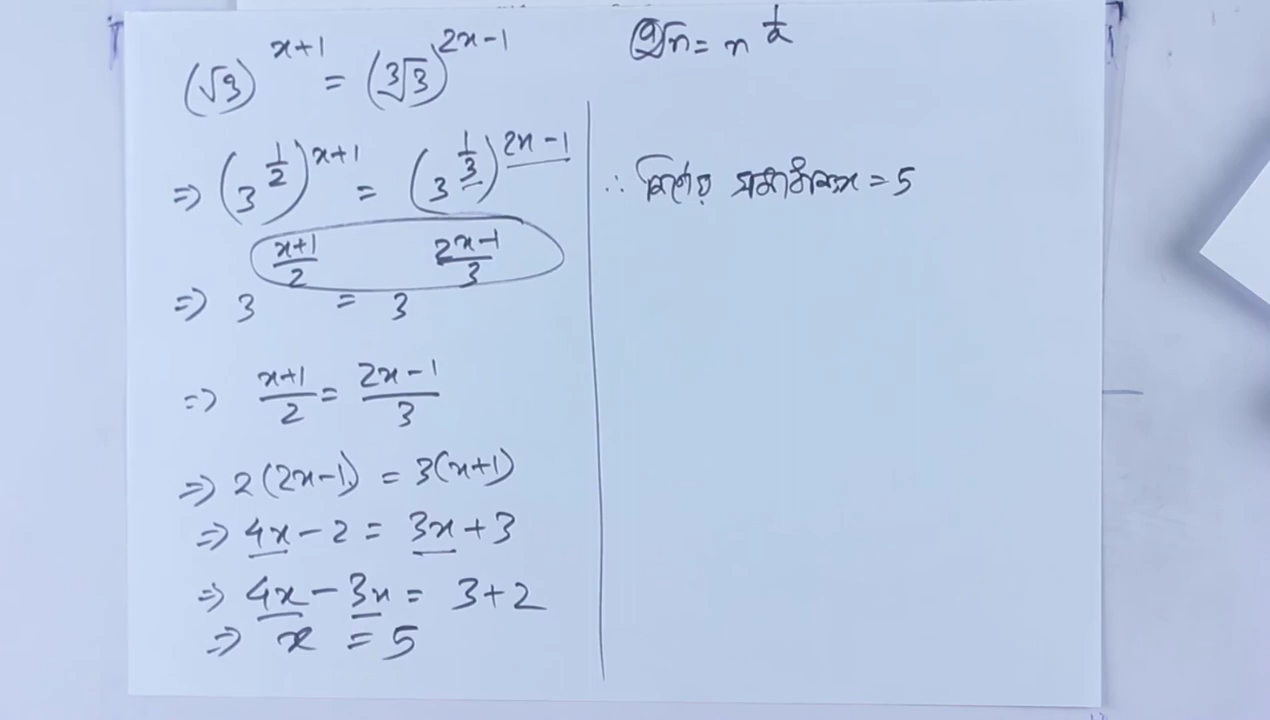 (√3)^{x+1} = (∛3)^{2x-1}
⇒ (3^{1/2})^{x+1} = (3^{1/3})^{2x-1}
⇒ 3^{(x+1)/2} = 3^{(2x-1)/3}
⇒ (x+1)/2 = (2x-1)/3
⇒ 2(2x-1) = 3(x+1)
⇒ 4x-2 = 3x+3
⇒ 4x-3x = 3+2
⇒ x = 5
ᵃ√n = n^{1/a}
∴ নির্ণেয় সমাধান x = 5